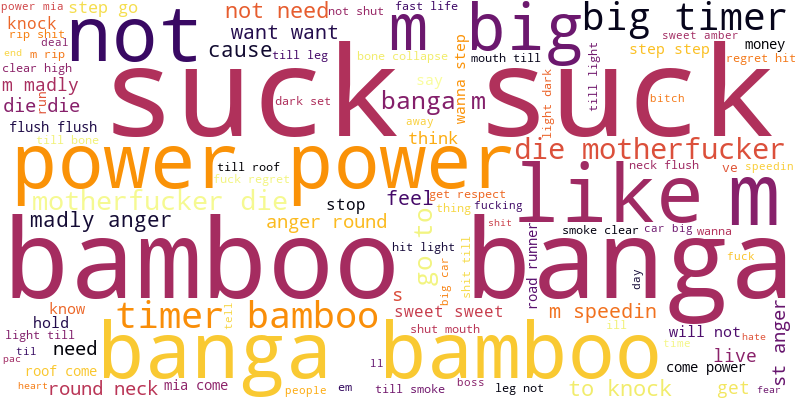 power mia
step go
not
not need
not shut
fast life
m
big
big timer
knock
rip shit
deal
end
m rip
want want
cause
till leg
bone collapse
mouth till
wanna step
sweet amber
step step
money
regret hit
clear high
m madly
run
die die
suck suck
dark set
say
banga m
light dark
till light
bitch
flush flush
till bone
away
think
power power
till roof
fuck regret
die motherfucker
neck flush
ve
speedin
motherfucker die
stop
feel
get respect
thing
fucking
like m
madly anger
anger round
go to
shit
smoke clear
car big
wanna
bamboo banga
hit light
big car
shit till
road runner
day
fuck
know
hold
timer bamboo
tell
s
sweet sweet
m speedin
ill
time
will not
hate
st anger
light till
til
need
pac
banga bamboo
shut mouth
live
come power
roof come
heart
round neck
mia come
people
em
ll
till smoke
boss
leg not
to knock
get
fear